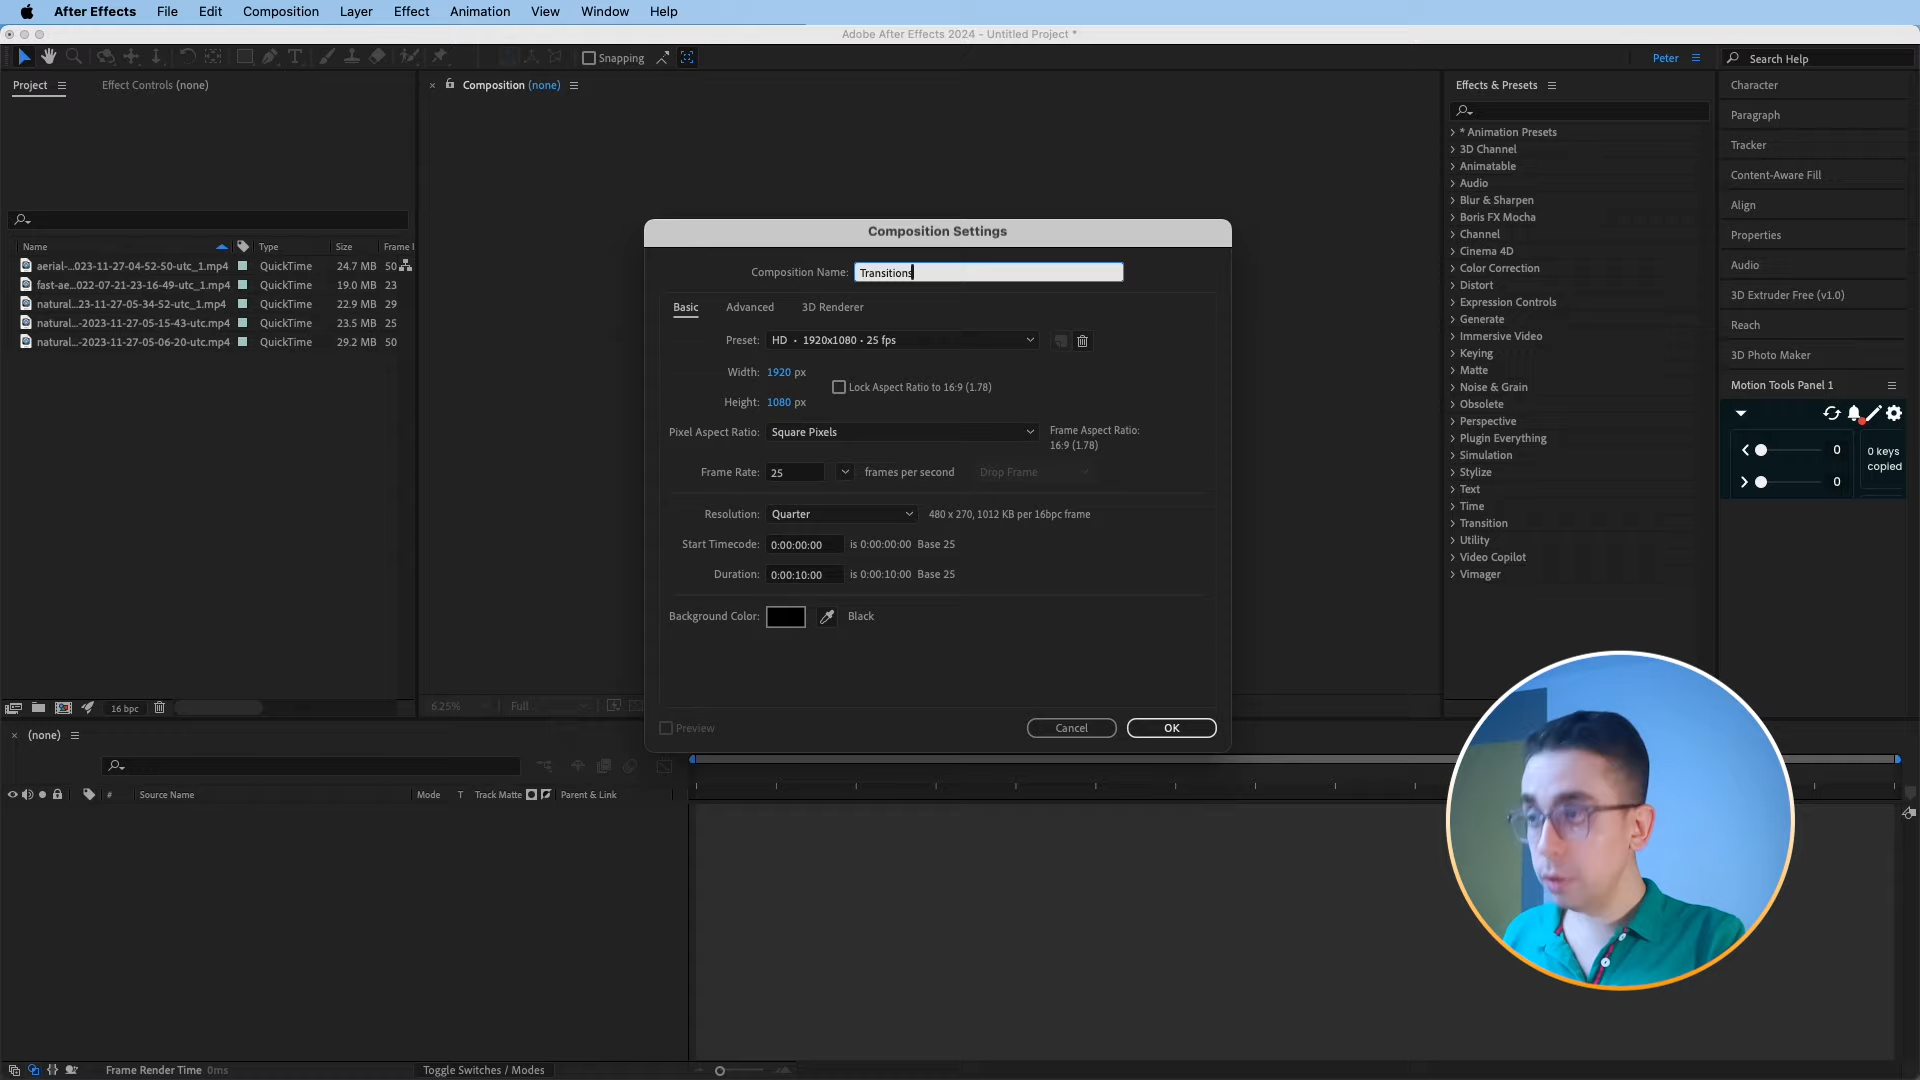 After Effects File Edit Composition Layer Effect Animation View Window Help
Adobe After Effects 2024 - Untitled Project *
Snapping
Peter
Search Help
Project
Effect Controls (none)
Composition (none)
Effects & Presets
* Animation Presets
3D Channel
Animatable
Audio
Blur & Sharpen
Boris FX Mocha
Channel
Cinema 4D
Color Correction
Distort
Expression Controls
Generate
Immersive Video
Keying
Matte
Noise & Grain
Obsolete
Perspective
Plugin Everything
Simulation
Stylize
Text
Time
Transition
Utility
Video Copilot
Vimager
Character
Paragraph
Tracker
Content-Aware Fill
Align
Properties
Audio
3D Extruder Free (v1.0)
Reach
3D Photo Maker
Motion Tools Panel 1
0
0
0 keys
copied
Name Type Size Frame I
aerial-...023-11-27-04-52-50-utc_1.mp4 QuickTime 24.7 MB 50
fast-ae...022-07-21-23-16-49-utc_1.mp4 QuickTime 19.0 MB 23
natural...23-11-27-05-34-52-utc_1.mp4 QuickTime 22.9 MB 29
natural...-2023-11-27-05-15-43-utc.mp4 QuickTime 23.5 MB 25
natural...-2023-11-27-05-06-20-utc.mp4 QuickTime 29.2 MB 50
Composition Settings
Composition Name: Transitions
Basic Advanced 3D Renderer
Preset: HD • 1920x1080 • 25 fps
Width: 1920 px
Lock Aspect Ratio to 16:9 (1.78)
Height: 1080 px
Pixel Aspect Ratio: Square Pixels
Frame Aspect Ratio:
16:9 (1.78)
Frame Rate: 25 frames per second Drop Frame
Resolution: Quarter 480 x 270, 1012 KB per 16bpc frame
Start Timecode: 0:00:00:00 is 0:00:00:00 Base 25
Duration: 0:00:10:00 is 0:00:10:00 Base 25
Background Color: Black
Preview Cancel OK
16 bpc
6.25% Full
(none)
# Source Name Mode T Track Matte Parent & Link
Frame Render Time 0ms
Toggle Switches / Modes